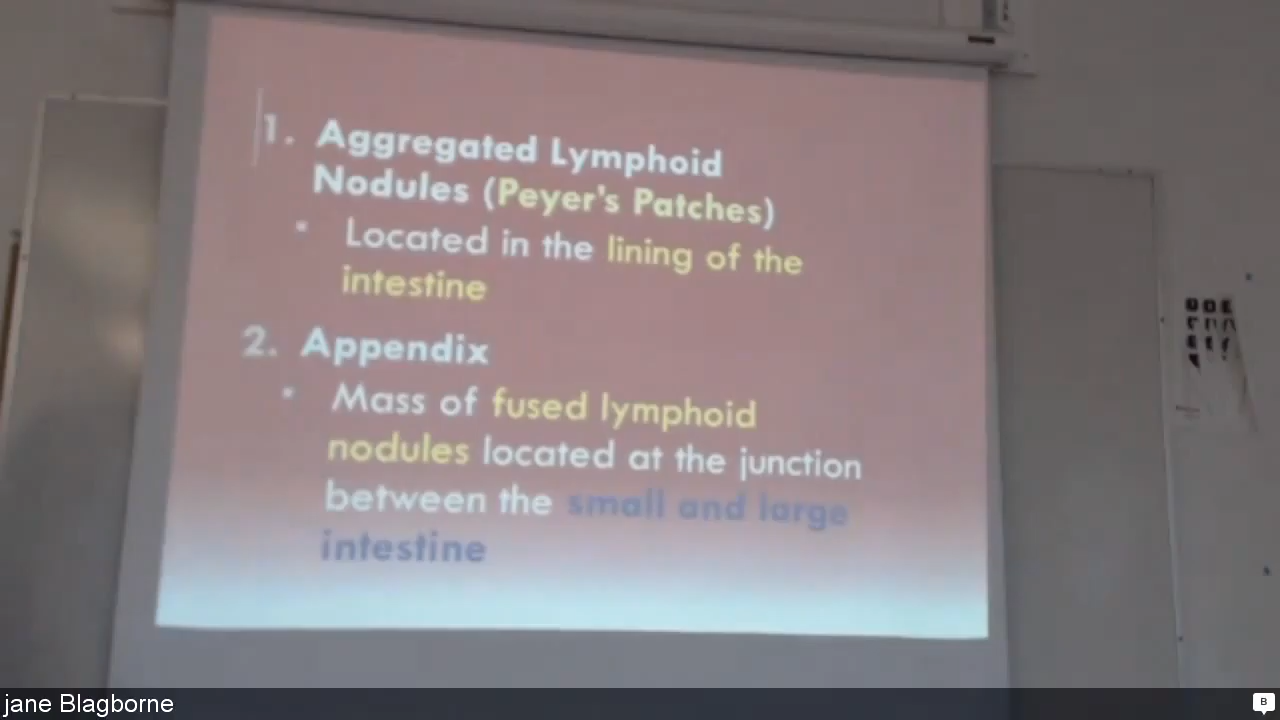 1. Aggregated Lymphoid
Nodules (Peyer's Patches)
▪ Located in the lining of the
intestine
2. Appendix
▪ Mass of fused lymphoid
nodules located at the junction
between the small and large
intestine
jane Blagborne
B